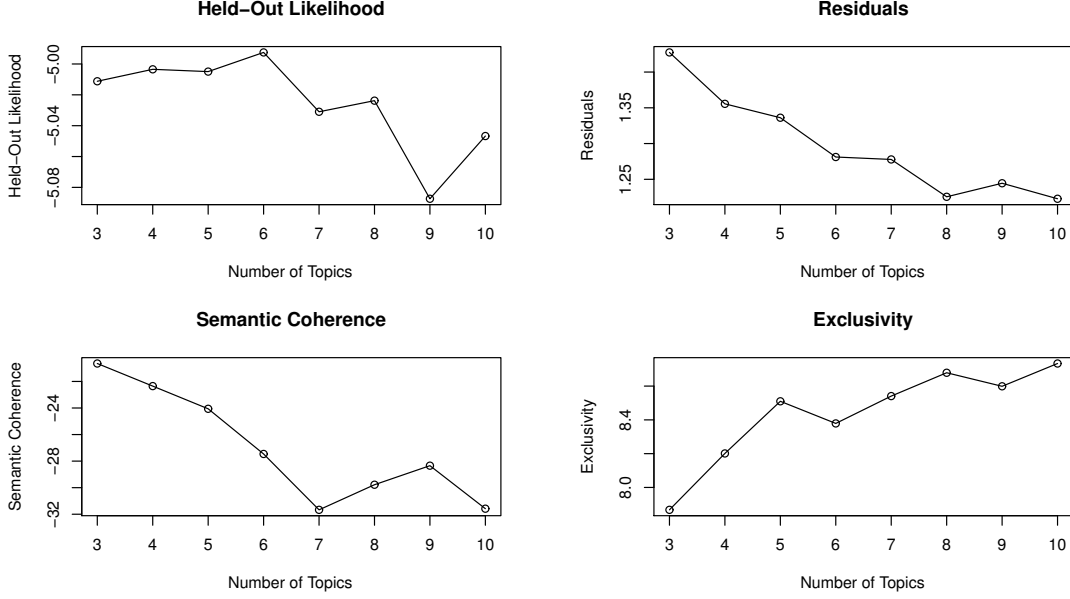 Held−Out Likelihood
Held−Out Likelihood
−5.00
−5.04
−5.08
3 4 5 6 7 8 9 10
Number of Topics
Residuals
Residuals
1.35
1.25
3 4 5 6 7 8 9 10
Number of Topics
Semantic Coherence
Semantic Coherence
−24
−28
−32
3 4 5 6 7 8 9 10
Number of Topics
Exclusivity
Exclusivity
8.4
8.0
3 4 5 6 7 8 9 10
Number of Topics